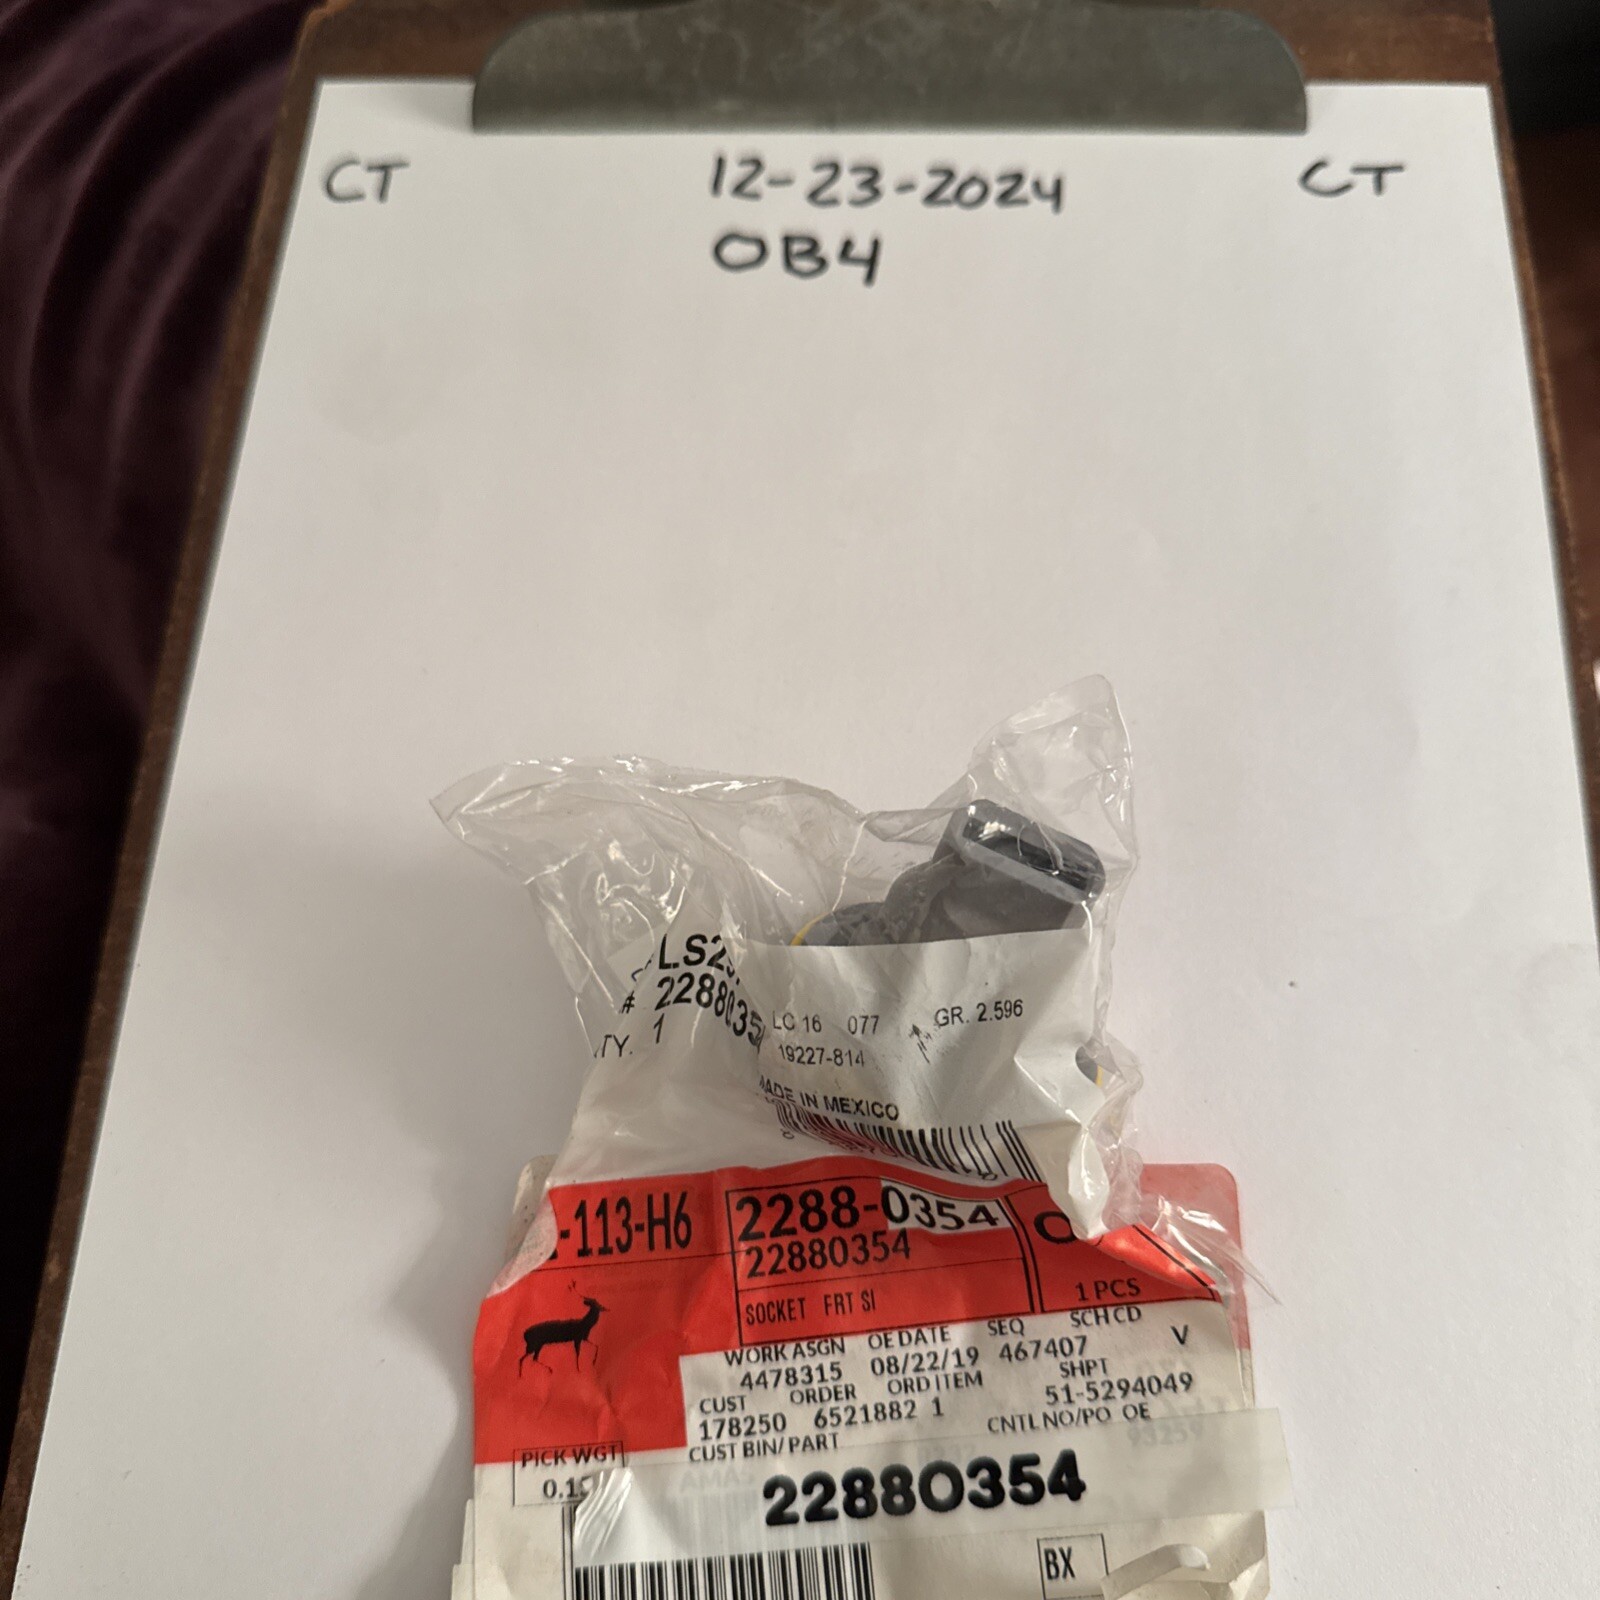 CT 12-23-2024 CT
OB4
# 2288035
TY. 1
LC 16 077 GR. 2.596
19227-814
MADE IN MEXICO
-113-H6 2288-0354
22880354
SOCKET FRT SI
1 PCS
WORK ASGN OE DATE SEQ SCH CD
4478315 08/22/19 467407 V
CUST ORDER ORD ITEM SHPT
178250 6521882 1 51-5294049
CUST BIN/PART CNTL NO/PO OE
PICK WGT
22880354
BX